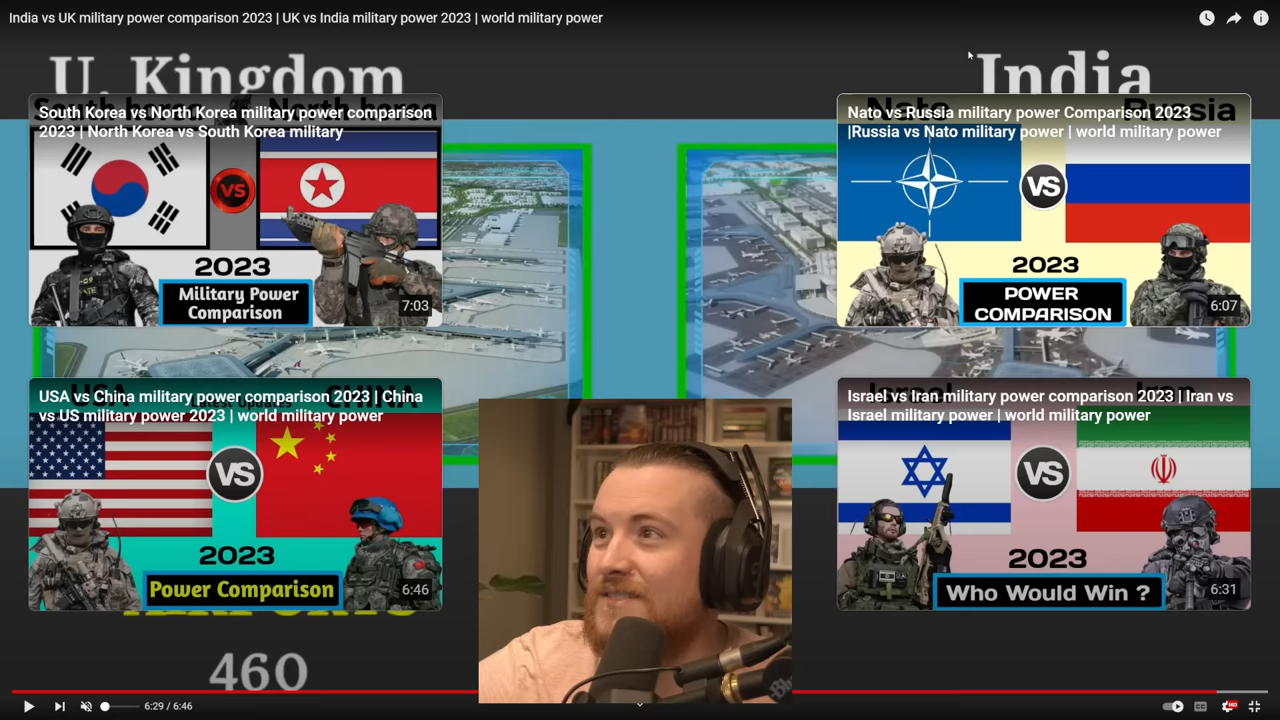 India vs UK military power comparison 2023 | UK vs India military power 2023 | world military power
U. Kingdom
India
South Korea vs North Korea military power comparison
2023 | North Korea vs South Korea military
VS
2023
Military Power
Comparison
7:03
Nato vs Russia military power Comparison 2023
|Russia vs Nato military power | world military power
VS
2023
POWER
COMPARISON
6:07
USA vs China military power comparison 2023 | China
vs US military power 2023 | world military power
VS
2023
Power Comparison
6:46
Israel vs Iran military power comparison 2023 | Iran vs
Israel military power | world military power
VS
2023
Who Would Win ?
6:31
460
6:29 / 6:46
HD